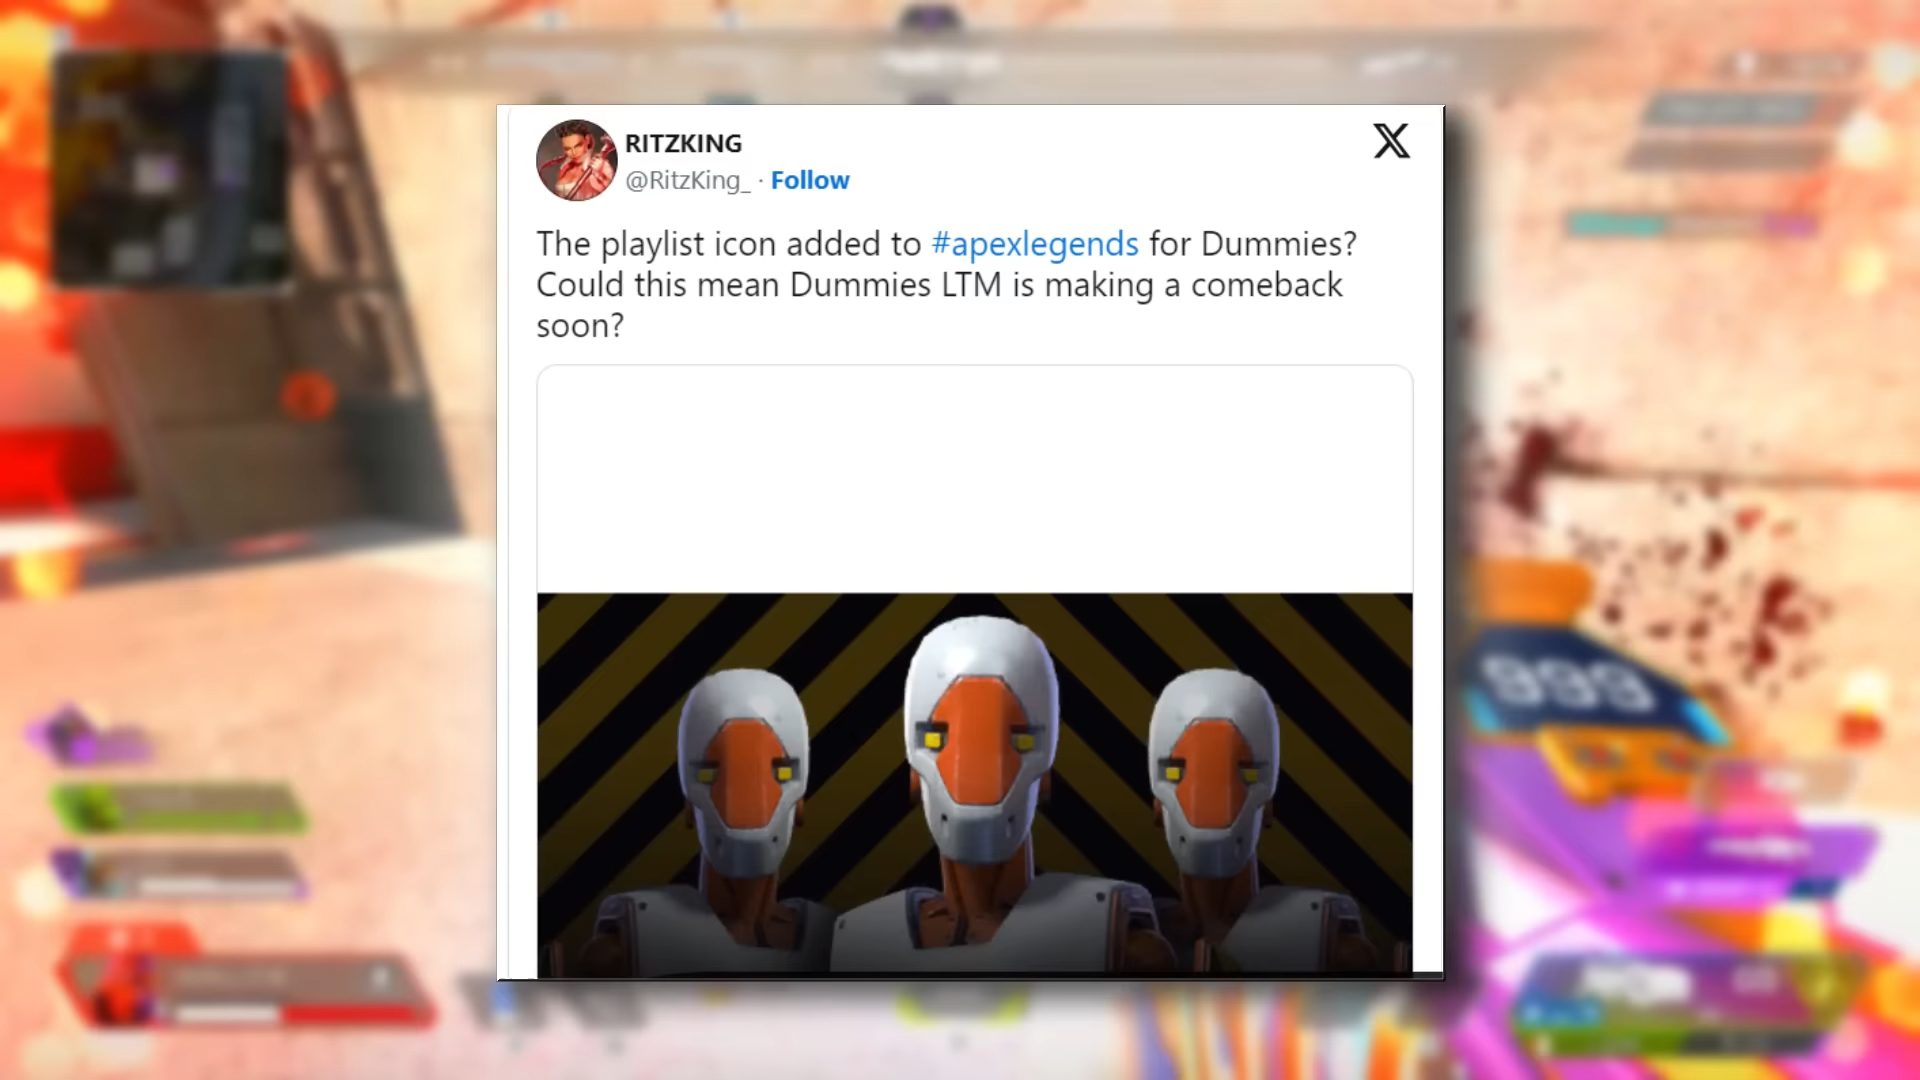 RITZKING
@RitzKing_ · Follow
The playlist icon added to #apexlegends for Dummies?
Could this mean Dummies LTM is making a comeback
soon?
999